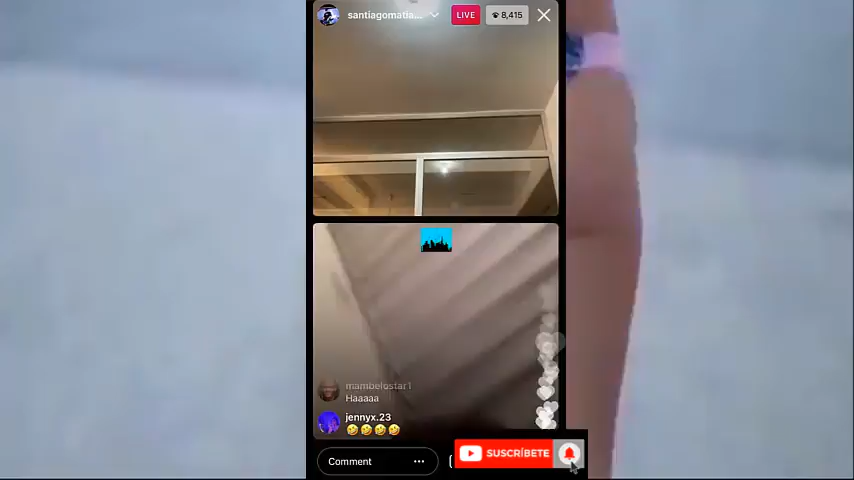 santiagomatia...
LIVE
8,415
mambelostar1
Haaaaa
jennyx.23
🤣🤣🤣🤣
Comment
SUSCRÍBETE